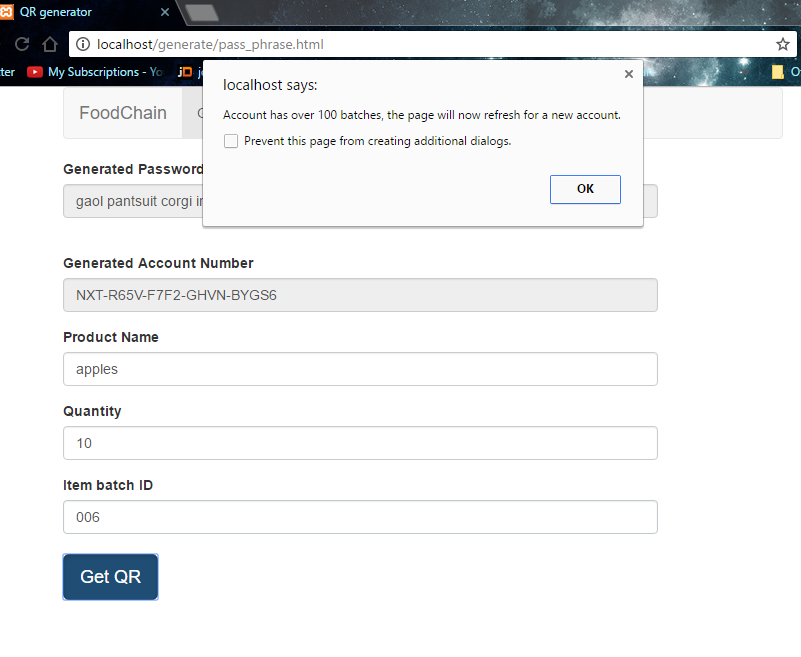 QR generator
localhost/generate/pass_phrase.html
ter My Subscriptions - Yo
localhost says:
Account has over 100 batches, the page will now refresh for a new account.
Prevent this page from creating additional dialogs.
OK
FoodChain
Generated Password
gaol pantsuit corgi
Generated Account Number
NXT-R65V-F7F2-GHVN-BYGS6
Product Name
apples
Quantity
10
Item batch ID
006
Get QR